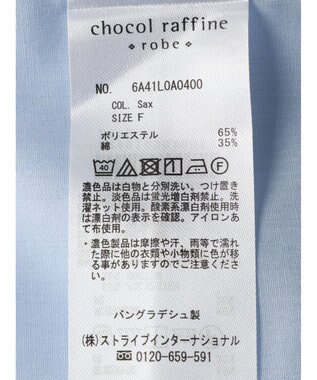 chocol raffine
robe
NO. 6A41L0A0400
COL. Sax
SIZE F
ポリエステル 65%
綿 35%
40
F
濃色品は白物と分別洗い。つけ置き
禁止。淡色品は蛍光増白剤禁止。洗
濯ネット使用。酸素系漂白剤使用時
は漂白剤の表示を確認。アイロンあ
て布使用。
・濃色製品は摩擦や汗、雨等で濡れ
た際に他の衣類や小物類に色が移
る事がありますのでご注意くださ
い。
バングラデシュ製
(株)ストライプインターナショナル
0120-659-591